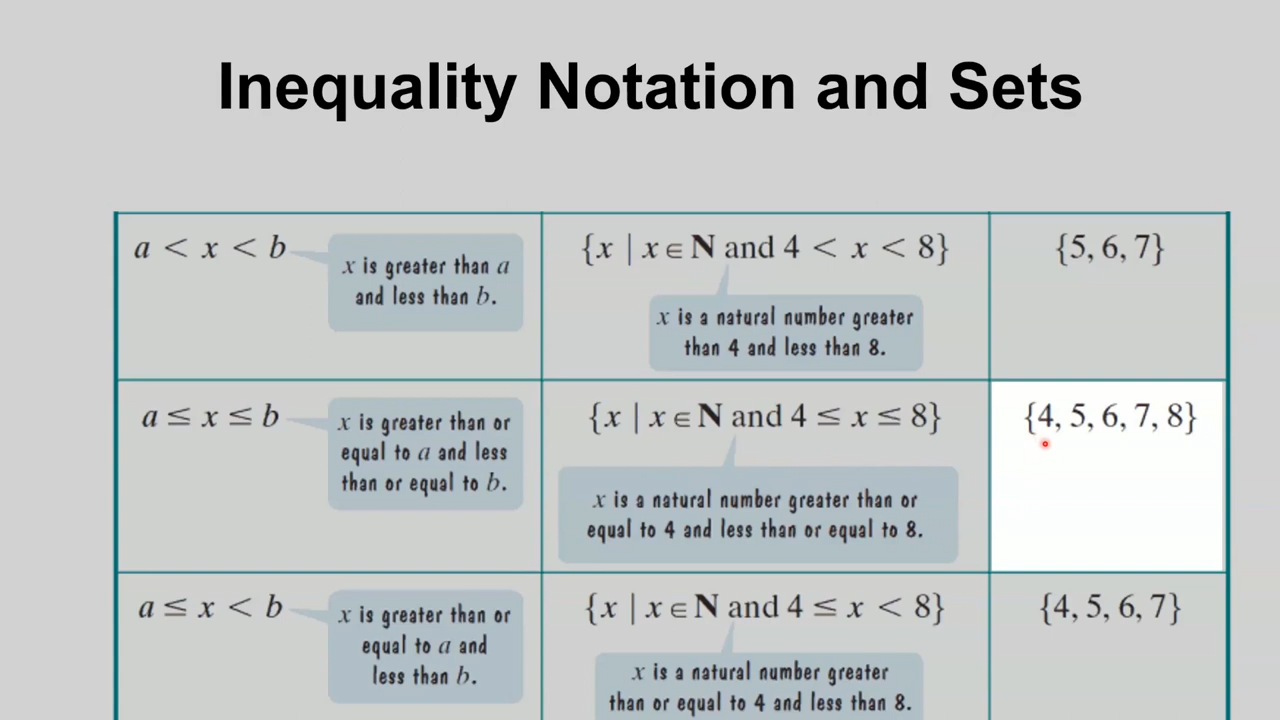 Inequality Notation and Sets
a < x < b
x is greater than a
and less than b.
{x | x ∈ N and 4 < x < 8}
x is a natural number greater
than 4 and less than 8.
{5, 6, 7}
a ≤ x ≤ b
x is greater than or
equal to a and less
than or equal to b.
{x | x ∈ N and 4 ≤ x ≤ 8}
x is a natural number greater than or
equal to 4 and less than or equal to 8.
{4, 5, 6, 7, 8}
a ≤ x < b
x is greater than or
equal to a and
less than b.
{x | x ∈ N and 4 ≤ x < 8}
x is a natural number greater
than or equal to 4 and less than 8.
{4, 5, 6, 7}